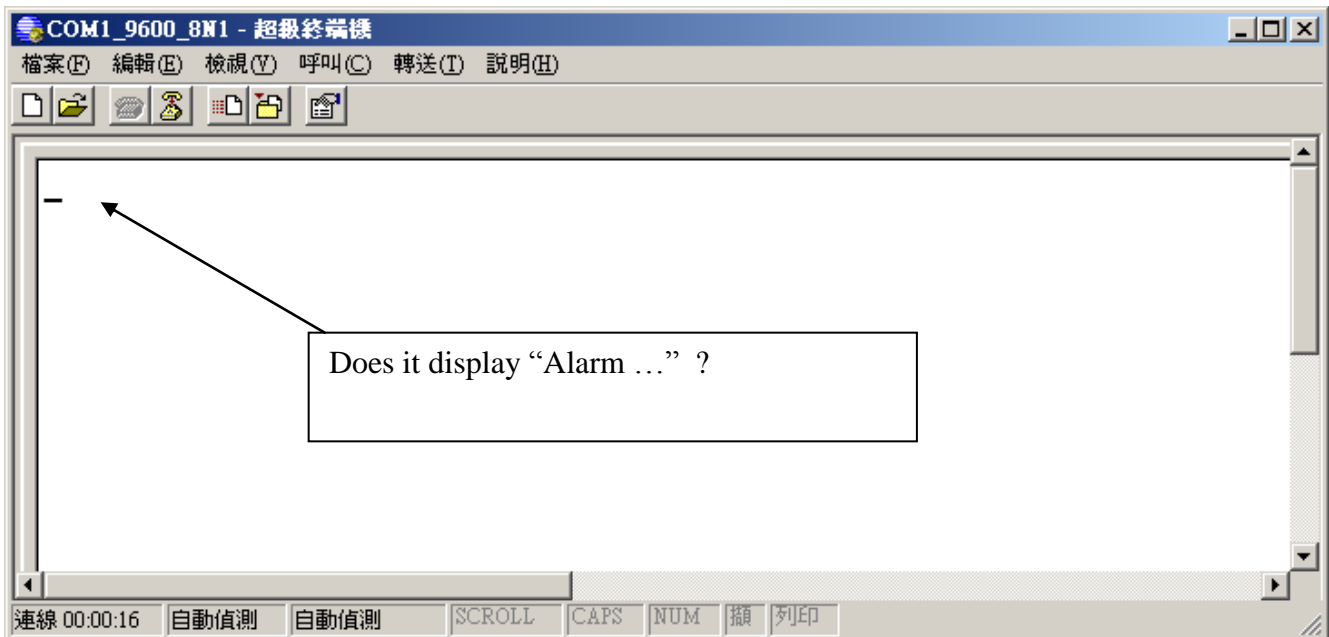 COM1_9600_8N1 - 超級終端機
檔案(F) 編輯(E) 檢視(V) 呼叫(C) 轉送(T) 說明(H)
Does it display “Alarm …” ?
連線 00:00:16 自動偵測 自動偵測 SCROLL CAPS NUM 擷 列印